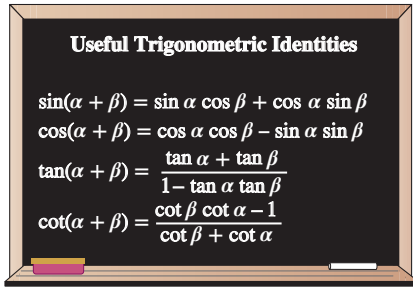 Useful Trigonometric Identities
sin(α + β) = sin α cos β + cos α sin β
cos(α + β) = cos α cos β – sin α sin β
tan(α + β) = (tan α + tan β) / (1 – tan α tan β)
cot(α + β) = (cot β cot α – 1) / (cot β + cot α)